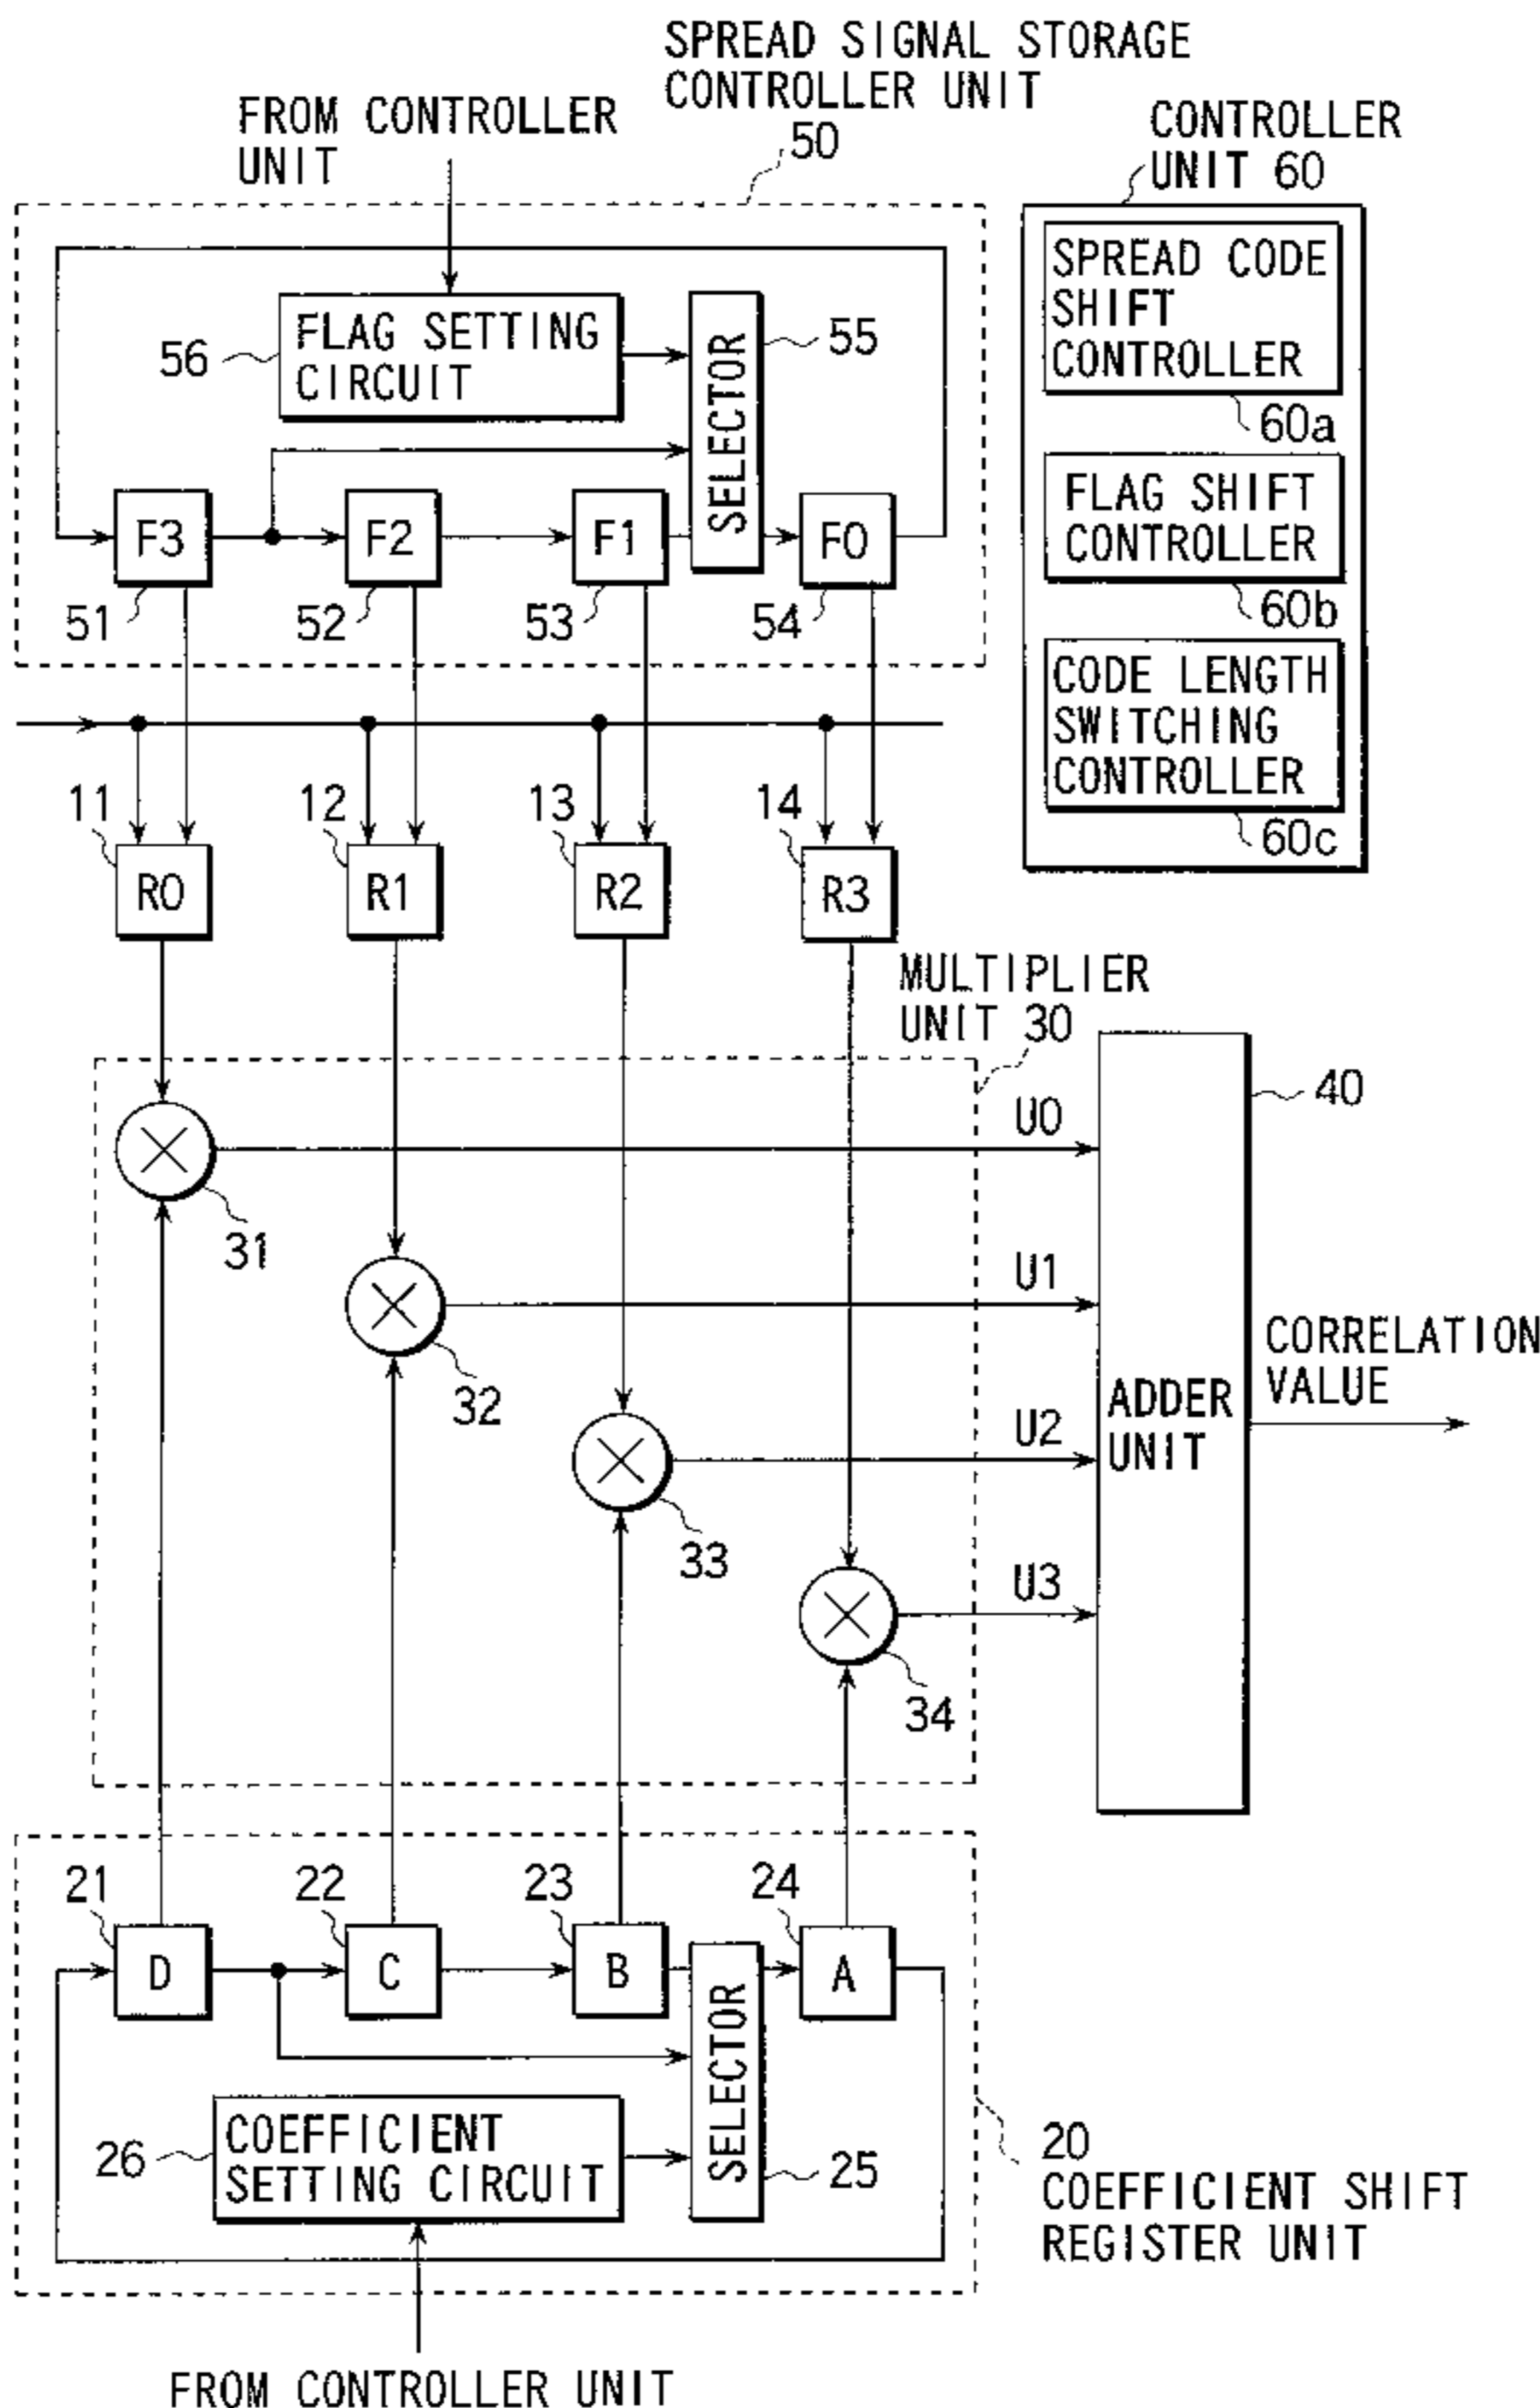 SPREAD SIGNAL STORAGE
CONTROLLER UNIT
50
FROM CONTROLLER
UNIT
CONTROLLER
UNIT 60
SPREAD CODE
SHIFT
CONTROLLER
60a
FLAG SHIFT
CONTROLLER
60b
CODE LENGTH
SWITCHING
CONTROLLER
60c
FLAG SETTING
CIRCUIT
56
SELECTOR
55
F3
F2
F1
F0
51
52
53
54
11
12
13
14
R0
R1
R2
R3
MULTIPLIER
UNIT 30
40
U0
31
U1
32
CORRELATION
VALUE
ADDER
UNIT
U2
33
U3
34
21
22
23
24
D
C
B
A
SELECTOR
25
COEFFICIENT
SETTING CIRCUIT
26
20
COEFFICIENT SHIFT
REGISTER UNIT
FROM CONTROLLER UNIT